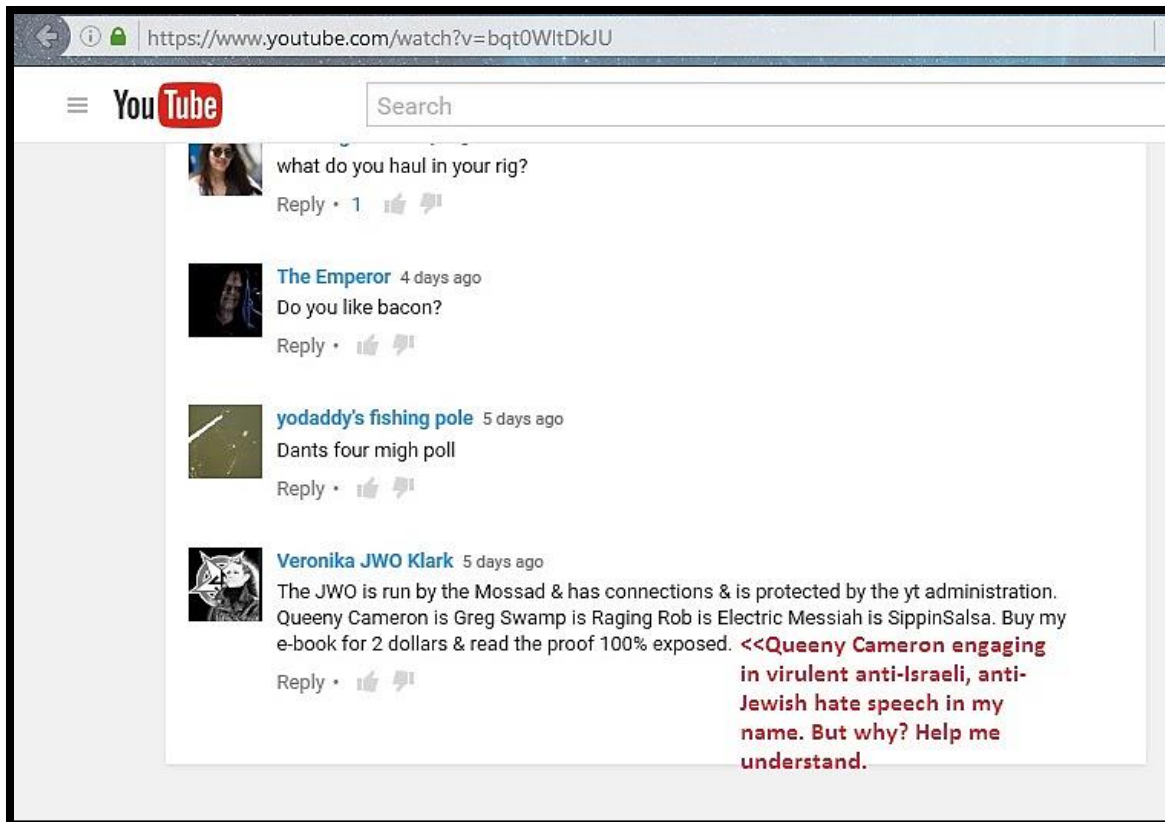 https://www.youtube.com/watch?v=bqt0WltDkJU
YouTube
Search
what do you haul in your rig?
Reply • 1
The Emperor 4 days ago
Do you like bacon?
Reply •
yodaddy's fishing pole 5 days ago
Dants four migh poll
Reply •
Veronika JWO Klark 5 days ago
The JWO is run by the Mossad & has connections & is protected by the yt administration.
Queeny Cameron is Greg Swamp is Raging Rob is Electric Messiah is SippinSalsa. Buy my
e-book for 2 dollars & read the proof 100% exposed. <<Queeny Cameron engaging
in virulent anti-Israeli, anti-
Jewish hate speech in my
name. But why? Help me
understand.
Reply •